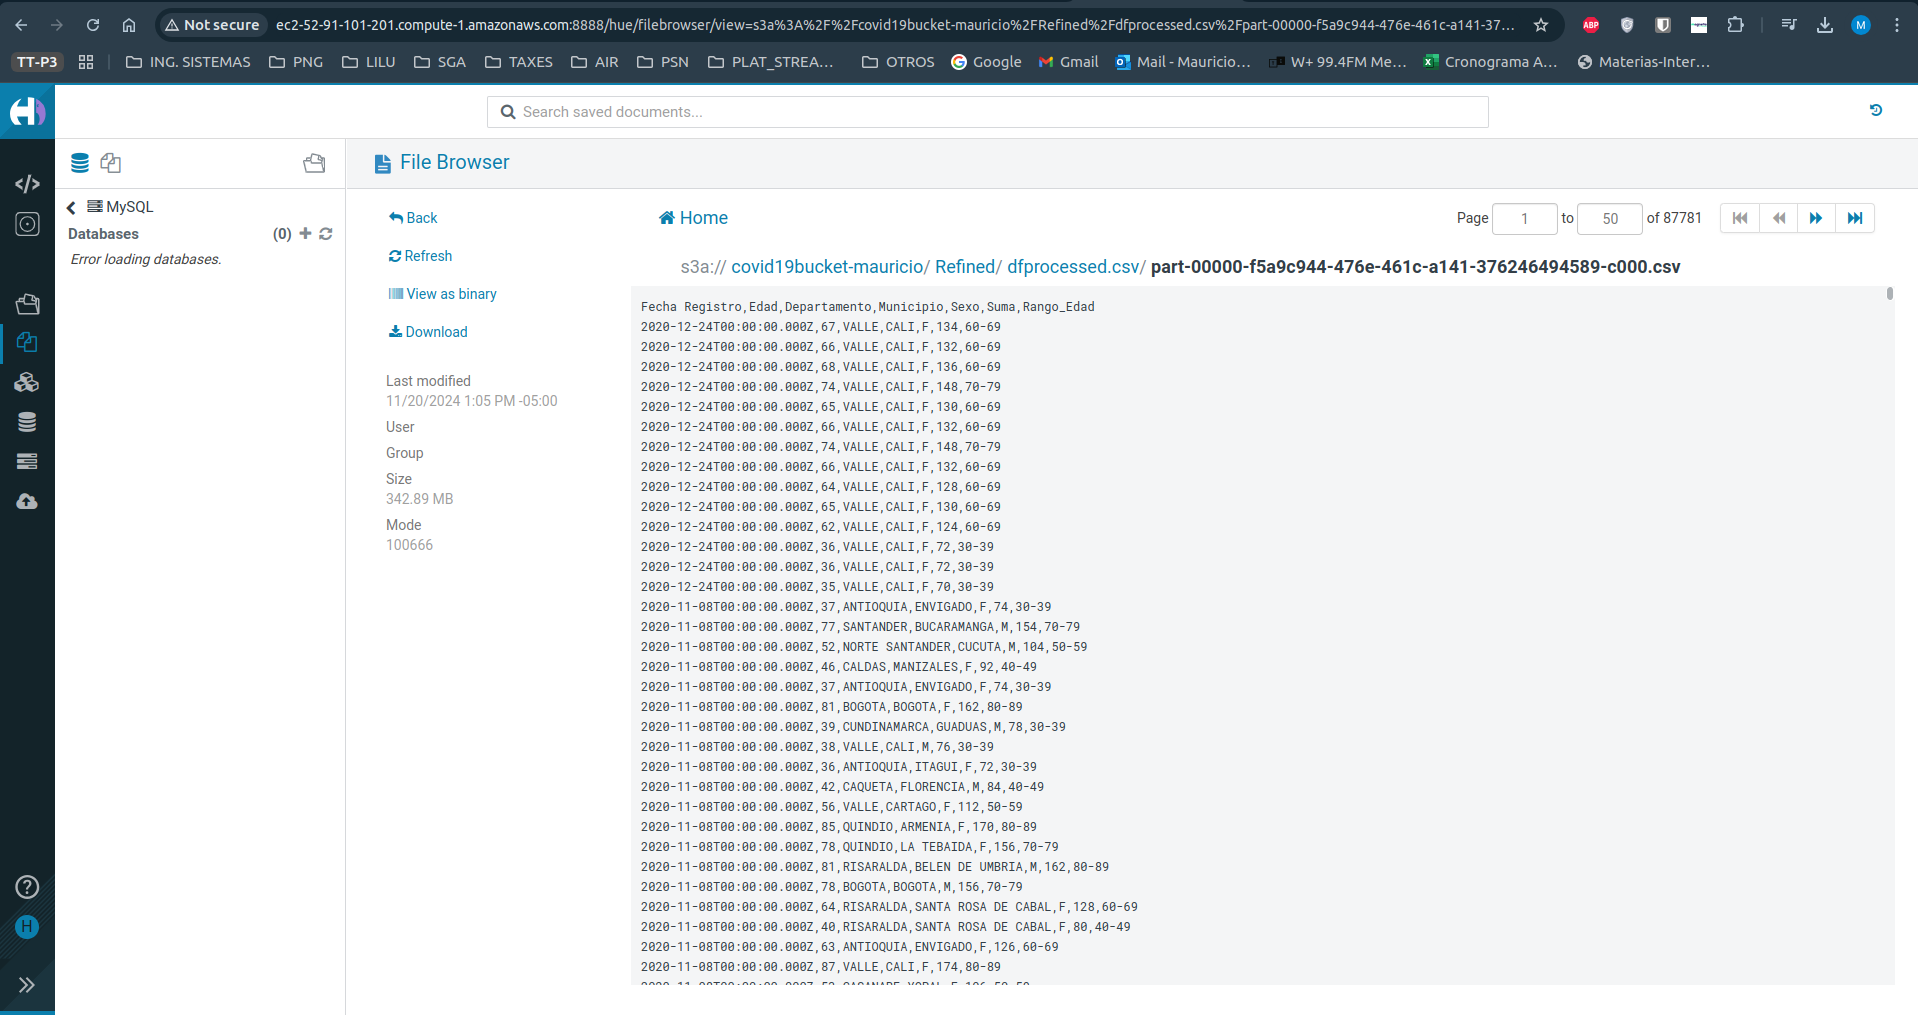 Not secure
ec2-52-91-101-201.compute-1.amazonaws.com:8888/hue/filebrowser/view=s3a%3A%2F%2Fcovid19bucket-mauricio%2FRefined%2Fdfprocessed.csv%2Fpart-00000-f5a9c944-476e-461c-a141-37...
ABP
M
TT-P3
ING. SISTEMAS
PNG
LILU
SGA
TAXES
AIR
PSN
PLAT_STREA...
OTROS
Google
Gmail
Mail - Mauricio...
W+ 99.4FM Me...
Cronograma A...
Materias-Inter...
Search saved documents...
File Browser
MySQL
Databases
(0)
Error loading databases.
Back
Refresh
View as binary
Download
Last modified
11/20/2024 1:05 PM -05:00
User
Group
Size
342.89 MB
Mode
100666
Home
Page 1 to 50 of 87781
s3a:// covid19bucket-mauricio/ Refined/ dfprocessed.csv/ part-00000-f5a9c944-476e-461c-a141-376246494589-c000.csv
Fecha Registro,Edad,Departamento,Municipio,Sexo,Suma,Rango_Edad
2020-12-24T00:00:00.000Z,67,VALLE,CALI,F,134,60-69
2020-12-24T00:00:00.000Z,66,VALLE,CALI,F,132,60-69
2020-12-24T00:00:00.000Z,68,VALLE,CALI,F,136,60-69
2020-12-24T00:00:00.000Z,74,VALLE,CALI,F,148,70-79
2020-12-24T00:00:00.000Z,65,VALLE,CALI,F,130,60-69
2020-12-24T00:00:00.000Z,66,VALLE,CALI,F,132,60-69
2020-12-24T00:00:00.000Z,74,VALLE,CALI,F,148,70-79
2020-12-24T00:00:00.000Z,66,VALLE,CALI,F,132,60-69
2020-12-24T00:00:00.000Z,64,VALLE,CALI,F,128,60-69
2020-12-24T00:00:00.000Z,65,VALLE,CALI,F,130,60-69
2020-12-24T00:00:00.000Z,62,VALLE,CALI,F,124,60-69
2020-12-24T00:00:00.000Z,36,VALLE,CALI,F,72,30-39
2020-12-24T00:00:00.000Z,36,VALLE,CALI,F,72,30-39
2020-12-24T00:00:00.000Z,35,VALLE,CALI,F,70,30-39
2020-11-08T00:00:00.000Z,37,ANTIOQUIA,ENVIGADO,F,74,30-39
2020-11-08T00:00:00.000Z,77,SANTANDER,BUCARAMANGA,M,154,70-79
2020-11-08T00:00:00.000Z,52,NORTE SANTANDER,CUCUTA,M,104,50-59
2020-11-08T00:00:00.000Z,46,CALDAS,MANIZALES,F,92,40-49
2020-11-08T00:00:00.000Z,37,ANTIOQUIA,ENVIGADO,F,74,30-39
2020-11-08T00:00:00.000Z,81,BOGOTA,BOGOTA,F,162,80-89
2020-11-08T00:00:00.000Z,39,CUNDINAMARCA,GUADUAS,M,78,30-39
2020-11-08T00:00:00.000Z,38,VALLE,CALI,M,76,30-39
2020-11-08T00:00:00.000Z,36,ANTIOQUIA,ITAGUI,F,72,30-39
2020-11-08T00:00:00.000Z,42,CAQUETA,FLORENCIA,M,84,40-49
2020-11-08T00:00:00.000Z,56,VALLE,CARTAGO,F,112,50-59
2020-11-08T00:00:00.000Z,85,QUINDIO,ARMENIA,F,170,80-89
2020-11-08T00:00:00.000Z,78,QUINDIO,LA TEBAIDA,F,156,70-79
2020-11-08T00:00:00.000Z,81,RISARALDA,BELEN DE UMBRIA,M,162,80-89
2020-11-08T00:00:00.000Z,78,BOGOTA,BOGOTA,M,156,70-79
2020-11-08T00:00:00.000Z,64,RISARALDA,SANTA ROSA DE CABAL,F,128,60-69
2020-11-08T00:00:00.000Z,40,RISARALDA,SANTA ROSA DE CABAL,F,80,40-49
2020-11-08T00:00:00.000Z,63,ANTIOQUIA,ENVIGADO,F,126,60-69
2020-11-08T00:00:00.000Z,87,VALLE,CALI,F,174,80-89
H